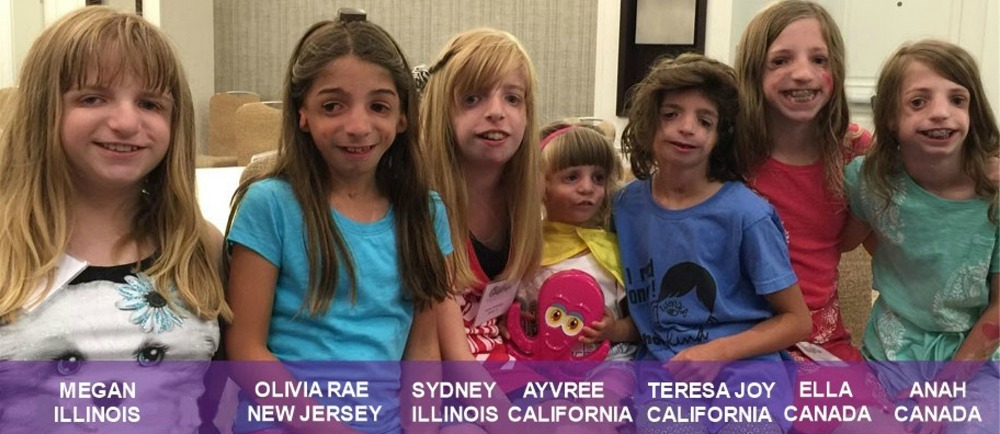 MEGAN
ILLINOIS
OLIVIA RAE
NEW JERSEY
SYDNEY
ILLINOIS
AYVREE
CALIFORNIA
TERESA JOY
CALIFORNIA
ELLA
CANADA
ANAH
CANADA